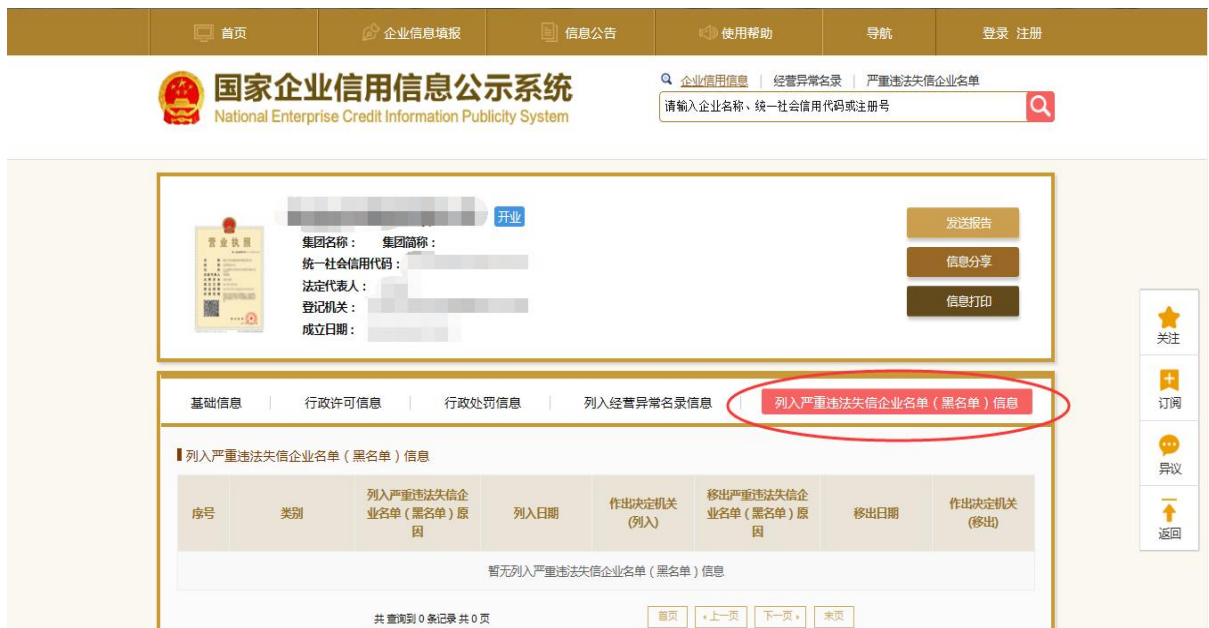 首页 企业信息填报 信息公告 使用帮助 导航 登录 注册
国家企业信用信息公示系统
National Enterprise Credit Information Publicity System
企业信用信息 | 经营异常名录 | 严重违法失信企业名单
请输入企业名称、统一社会信用代码或注册号
开业
营业执照
集团名称： 集团简称：
统一社会信用代码：
法定代表人：
登记机关：
成立日期：
发送报告
信息分享
信息打印
关注
订阅
异议
返回
基础信息 | 行政许可信息 | 行政处罚信息 | 列入经营异常名录信息 | 列入严重违法失信企业名单（黑名单）信息
列入严重违法失信企业名单（黑名单）信息
序号 类别 列入严重违法失信企业名单（黑名单）原因 列入日期 作出决定机关(列入) 移出严重违法失信企业名单（黑名单）原因 移出日期 作出决定机关(移出)
暂无列入严重违法失信企业名单（黑名单）信息
共 查询到 0 条记录 共 0 页 首页 上一页 下一页 末页